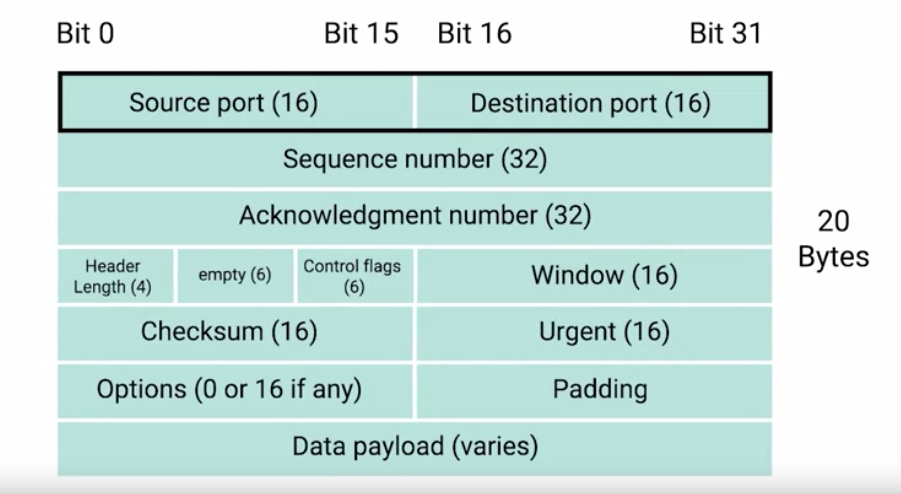 Bit 0 Bit 15 Bit 16 Bit 31
Source port (16) Destination port (16)
Sequence number (32)
Acknowledgment number (32)
20
Bytes
Header
Length (4)
empty (6)
Control flags
(6)
Window (16)
Checksum (16) Urgent (16)
Options (0 or 16 if any) Padding
Data payload (varies)